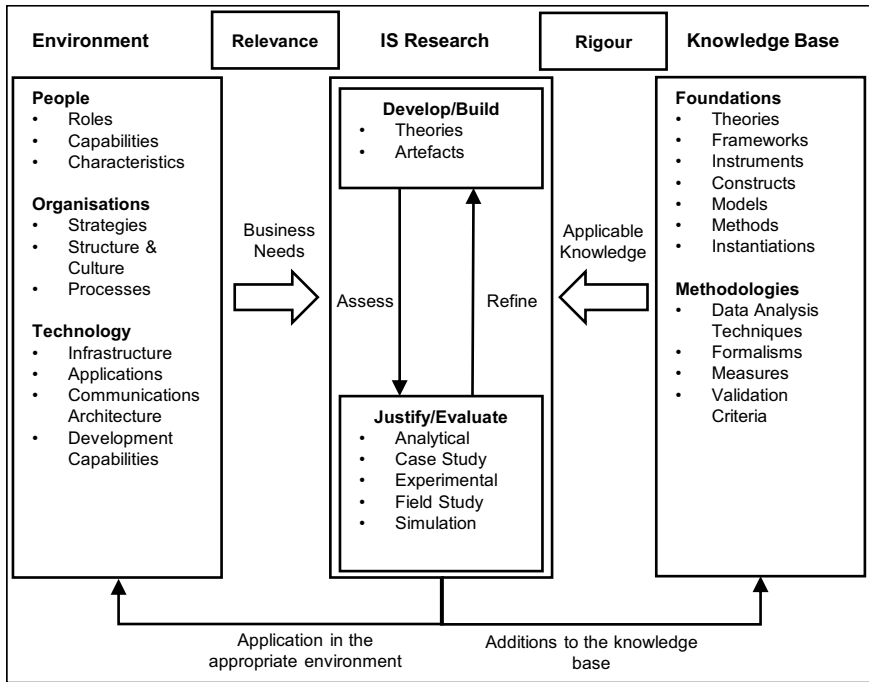 Environment
Relevance
IS Research
Rigour
Knowledge Base
People
• Roles
• Capabilities
• Characteristics
Organisations
• Strategies
• Structure &
Culture
• Processes
Technology
• Infrastructure
• Applications
• Communications
Architecture
• Development
Capabilities
Business
Needs
Develop/Build
• Theories
• Artefacts
Assess
Refine
Justify/Evaluate
• Analytical
• Case Study
• Experimental
• Field Study
• Simulation
Applicable
Knowledge
Foundations
• Theories
• Frameworks
• Instruments
• Constructs
• Models
• Methods
• Instantiations
Methodologies
• Data Analysis
Techniques
• Formalisms
• Measures
• Validation
Criteria
Application in the
appropriate environment
Additions to the knowledge
base